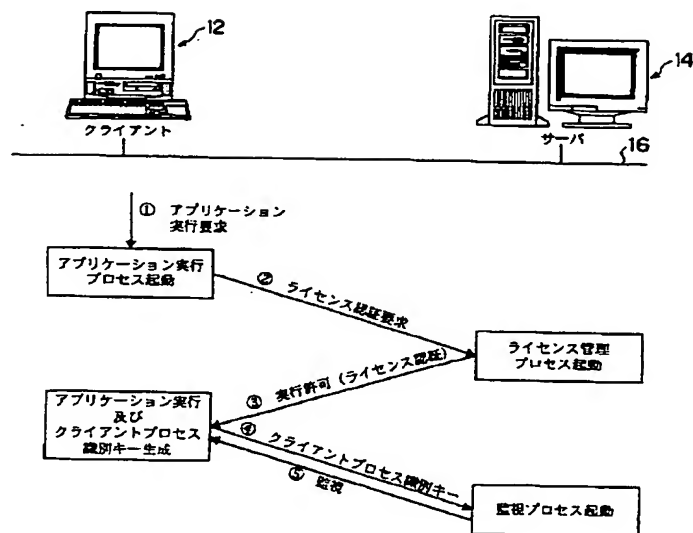 12
14
クライアント
サーバ
16
① アプリケーション
実行要求
アプリケーション実行
プロセス起動
② ライセンス認証要求
ライセンス管理
プロセス起動
③ 実行許可(ライセンス認証)
アプリケーション実行
及び
クライアントプロセス
識別キー生成
④ クライアントプロセス識別キー
⑤ 監視
監視プロセス起動